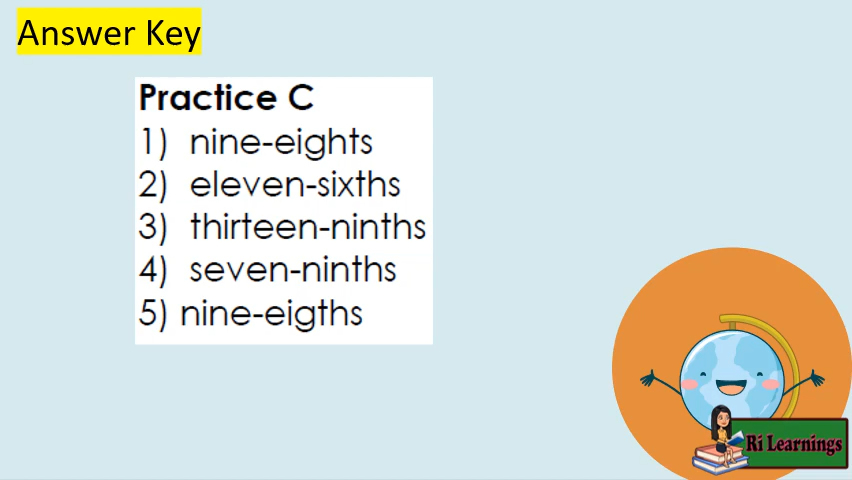 Answer Key
Practice C
1) nine-eights
2) eleven-sixths
3) thirteen-ninths
4) seven-ninths
5) nine-eigths
Ri Learnings